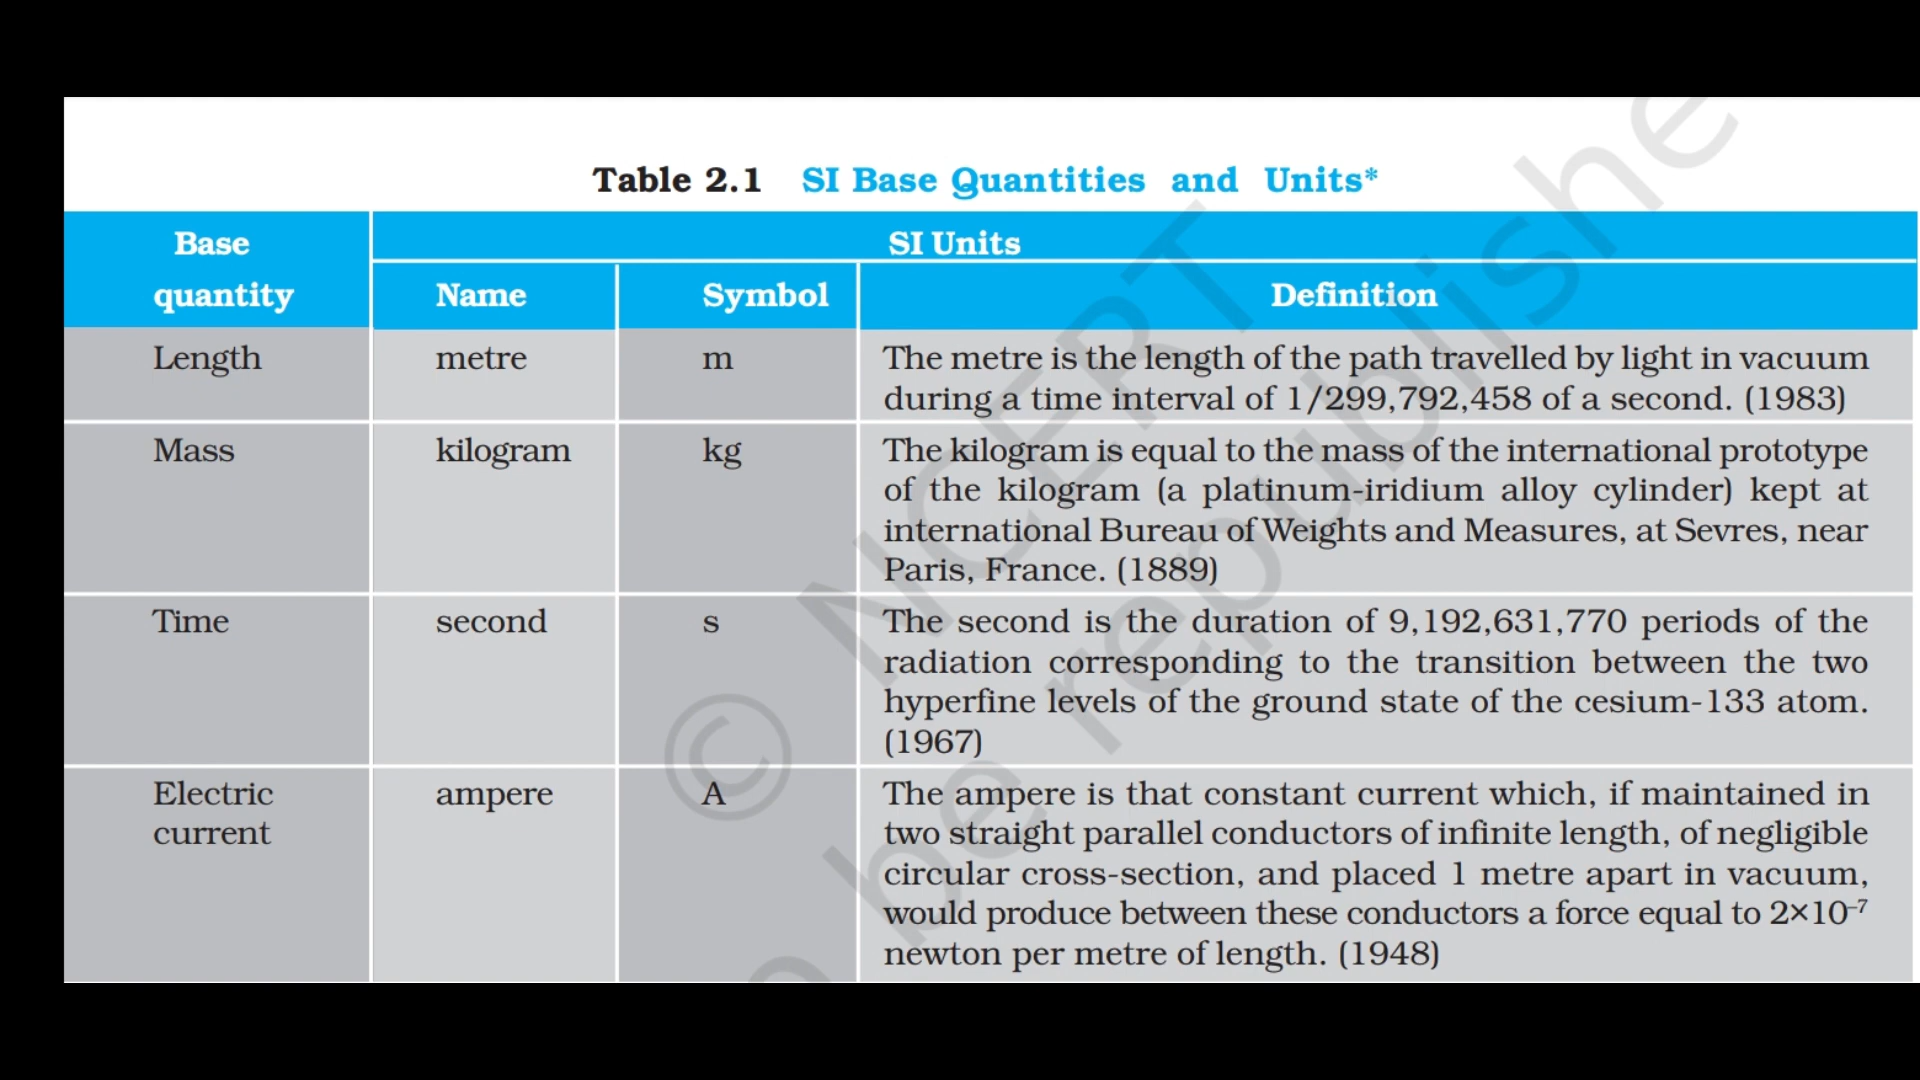 Table 2.1 SI Base Quantities and Units*
Base quantity
SI Units
Name Symbol Definition
Length metre m The metre is the length of the path travelled by light in vacuum
during a time interval of 1/299,792,458 of a second. (1983)
Mass kilogram kg The kilogram is equal to the mass of the international prototype
of the kilogram (a platinum-iridium alloy cylinder) kept at
international Bureau of Weights and Measures, at Sevres, near
Paris, France. (1889)
Time second s The second is the duration of 9,192,631,770 periods of the
radiation corresponding to the transition between the two
hyperfine levels of the ground state of the cesium-133 atom.
(1967)
Electric ampere A The ampere is that constant current which, if maintained in
current two straight parallel conductors of infinite length, of negligible
circular cross-section, and placed 1 metre apart in vacuum,
would produce between these conductors a force equal to 2×10⁻⁷
newton per metre of length. (1948)
© NCERT
be republishe